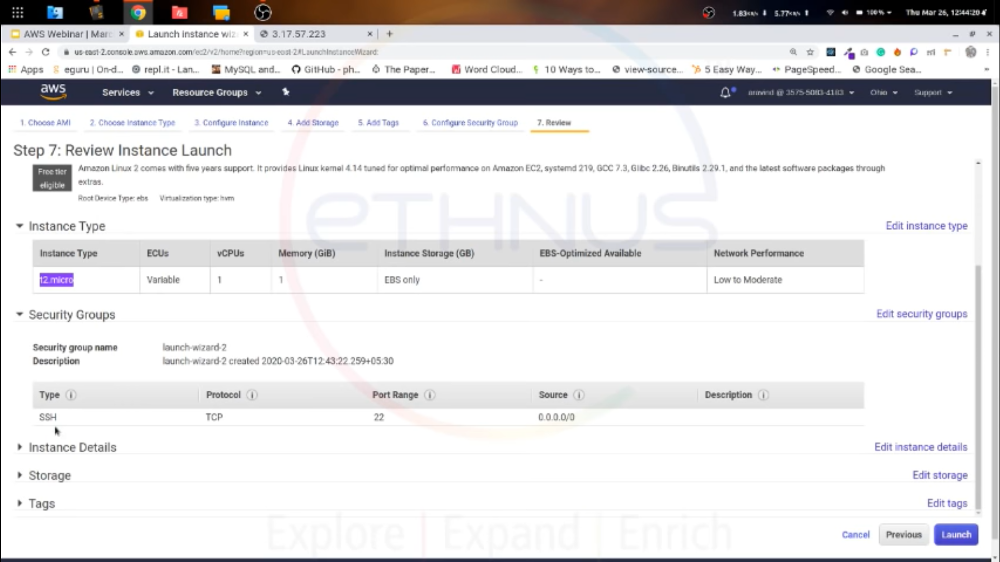 1.83KB/s 5.77KB/s 100% Thu Mar 26, 12:44:20
AWS Webinar | Marc Launch instance wiz 3.17.57.223
us-east-2.console.aws.amazon.com/ec2/v2/home?region=us-east-2#LaunchInstanceWizard:
Apps eguru | On-d... repl.it - Lan... MySQL and... GitHub - ph... The Paper... Word Cloud... 10 Ways to... view-source... 5 Easy Way... PageSpeed... Google Sea...
aws Services Resource Groups aravind @ 3575-5083-4183 Ohio Support
1. Choose AMI 2. Choose Instance Type 3. Configure Instance 4. Add Storage 5. Add Tags 6. Configure Security Group 7. Review
Step 7: Review Instance Launch
Free tier eligible
Amazon Linux 2 comes with five years support. It provides Linux kernel 4.14 tuned for optimal performance on Amazon EC2, systemd 219, GCC 7.3, Glibc 2.26, Binutils 2.29.1, and the latest software packages through
extras.
Root Device Type: ebs Virtualization type: hvm
eTHNUS
Instance Type Edit instance type
Instance Type ECUs vCPUs Memory (GiB) Instance Storage (GB) EBS-Optimized Available Network Performance
t2.micro Variable 1 1 EBS only - Low to Moderate
Security Groups Edit security groups
Security group name launch-wizard-2
Description launch-wizard-2 created 2020-03-26T12:43:22.259+05:30
Type Protocol Port Range Source Description
SSH TCP 22 0.0.0.0/0
Instance Details Edit instance details
Storage Edit storage
Tags Edit tags
Explore | Expand | Enrich
Cancel Previous Launch